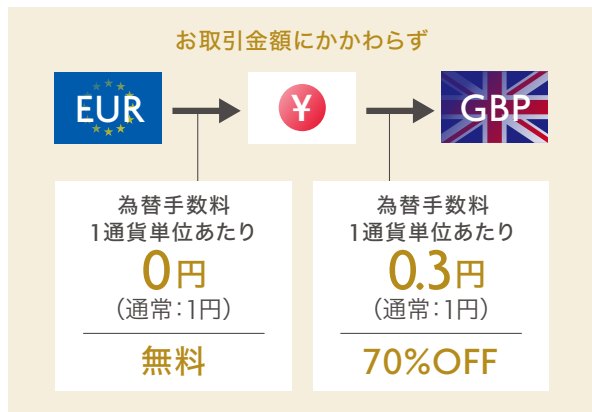 お取引金額にかかわらず
EUR
¥
GBP
為替手数料
1通貨単位あたり
0円
（通常：1円）
無料
為替手数料
1通貨単位あたり
0.3円
（通常：1円）
70%OFF